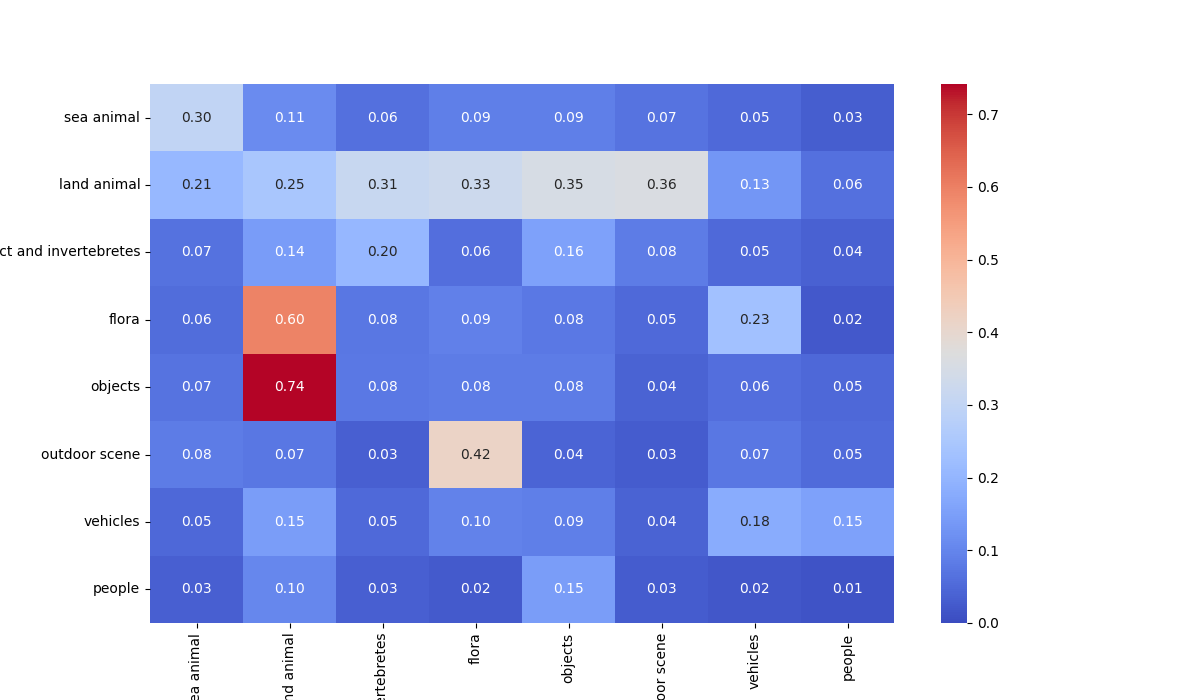 sea animal 0.30 0.11 0.06 0.09 0.09 0.07 0.05 0.03
land animal 0.21 0.25 0.31 0.33 0.35 0.36 0.13 0.06
ct and invertebretes 0.07 0.14 0.20 0.06 0.16 0.08 0.05 0.04
flora 0.06 0.60 0.08 0.09 0.08 0.05 0.23 0.02
objects 0.07 0.74 0.08 0.08 0.08 0.04 0.06 0.05
outdoor scene 0.08 0.07 0.03 0.42 0.04 0.03 0.07 0.05
vehicles 0.05 0.15 0.05 0.10 0.09 0.04 0.18 0.15
people 0.03 0.10 0.03 0.02 0.15 0.03 0.02 0.01
ea animal
nd animal
ertebretes
flora
objects
oor scene
vehicles
people
0.7
0.6
0.5
0.4
0.3
0.2
0.1
0.0